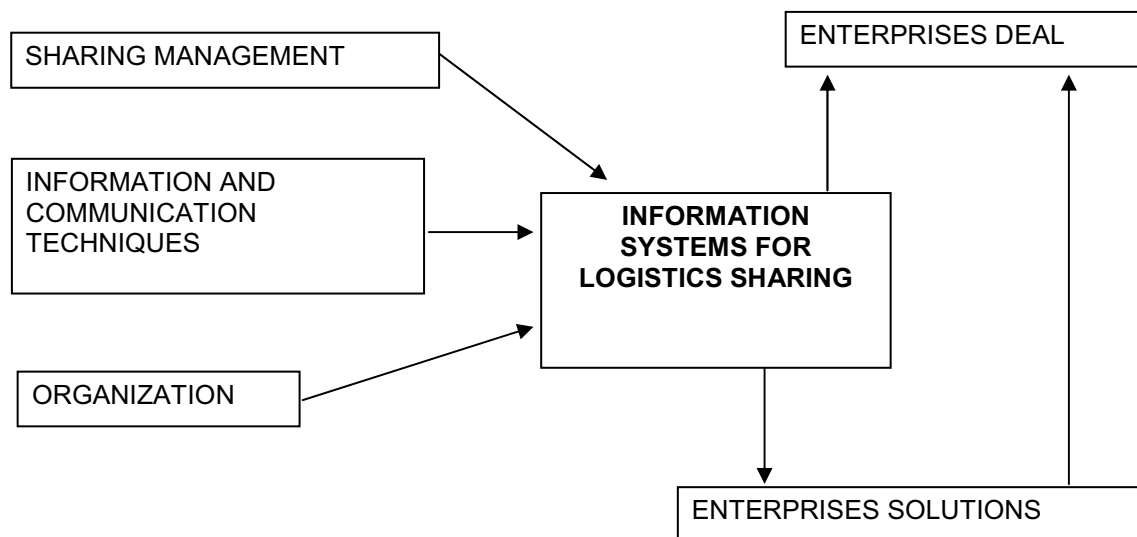 SHARING MANAGEMENT
ENTERPRISES DEAL
INFORMATION AND
COMMUNICATION
TECHNIQUES
INFORMATION
SYSTEMS FOR
LOGISTICS SHARING
ORGANIZATION
ENTERPRISES SOLUTIONS